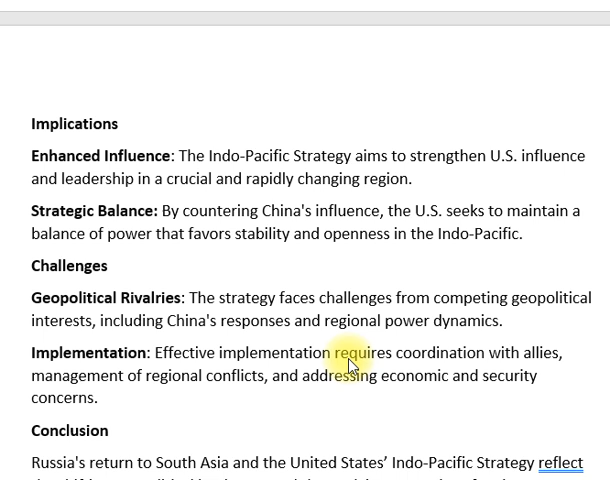 Implications
Enhanced Influence: The Indo-Pacific Strategy aims to strengthen U.S. influence
and leadership in a crucial and rapidly changing region.
Strategic Balance: By countering China's influence, the U.S. seeks to maintain a
balance of power that favors stability and openness in the Indo-Pacific.
Challenges
Geopolitical Rivalries: The strategy faces challenges from competing geopolitical
interests, including China's responses and regional power dynamics.
Implementation: Effective implementation requires coordination with allies,
management of regional conflicts, and addressing economic and security
concerns.
Conclusion
Russia's return to South Asia and the United States’ Indo-Pacific Strategy reflect